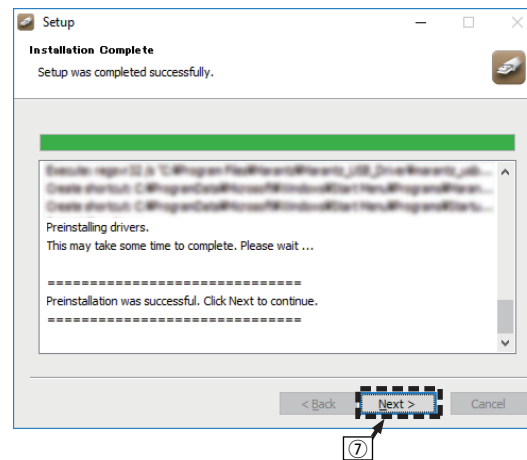 Setup
Installation Complete
Setup was completed successfully.
Preinstalling drivers.
This may take some time to complete. Please wait ...
==============================
Preinstallation was successful. Click Next to continue.
==============================
< Back Next > Cancel
⑦